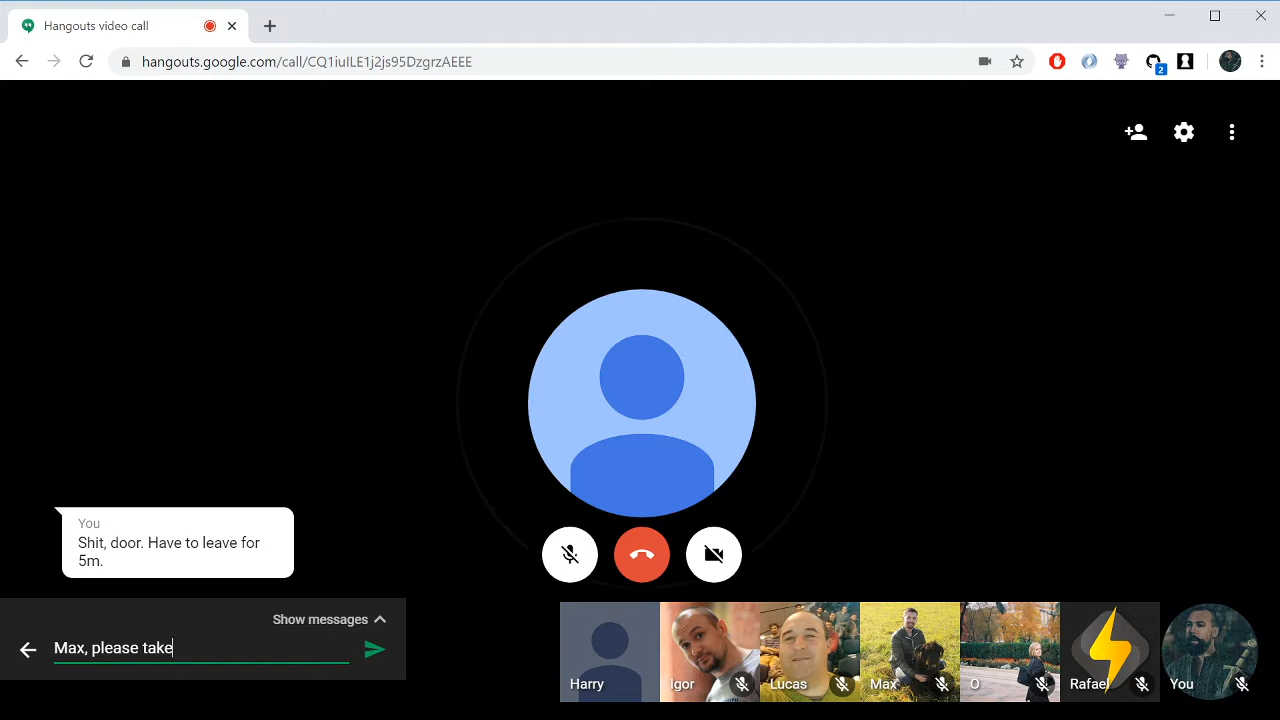 Hangouts video call
hangouts.google.com/call/CQ1iuILE1j2js95DzgrzAEEE
2
You
Shit, door. Have to leave for
5m.
Show messages
Max, please take
Harry
Igor
Lucas
Max
O
Rafael
You